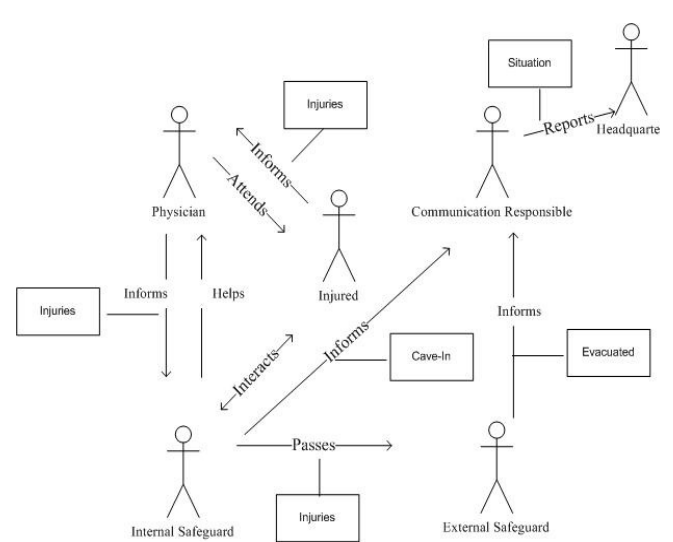 Situation
Injuries
Reports
Headquarte
Informs
Attends
Physician
Communication Responsible
Injuries
Informs
Helps
Injured
Informs
Interacts
Informs
Cave-In
Evacuated
Passes
Injuries
Internal Safeguard
External Safeguard